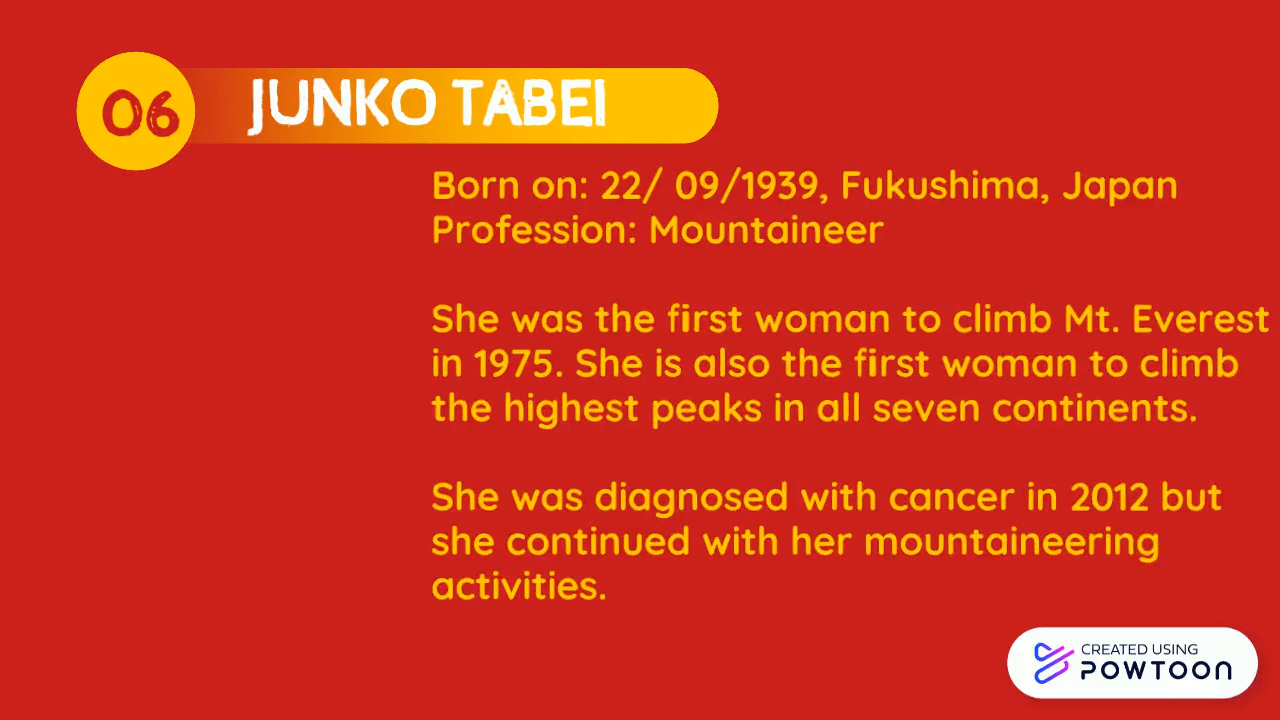 06
JUNKO TABEI
Born on: 22/ 09/1939, Fukushima, Japan
Profession: Mountaineer
She was the first woman to climb Mt. Everest
in 1975. She is also the first woman to climb
the highest peaks in all seven continents.
She was diagnosed with cancer in 2012 but
she continued with her mountaineering
activities.
CREATED USING
POWTOON